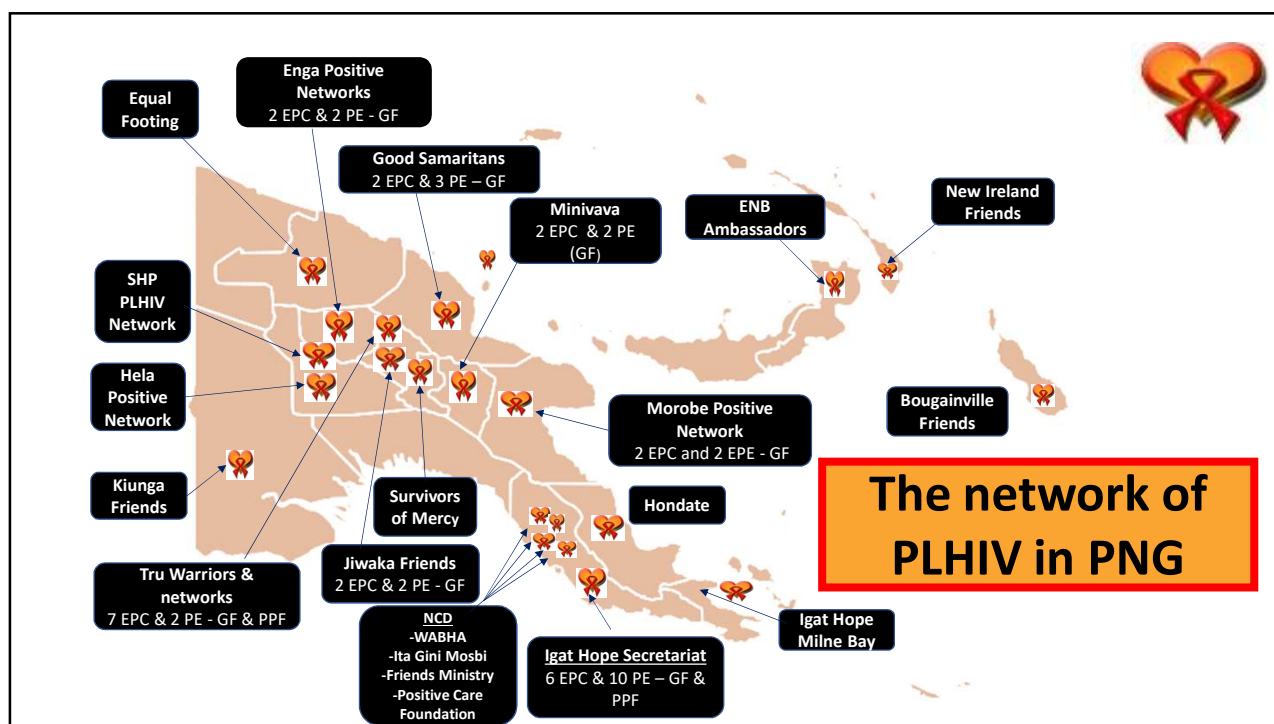 Enga Positive
Networks
2 EPC & 2 PE - GF
Equal
Footing
Good Samaritans
2 EPC & 3 PE – GF
Minivava
2 EPC & 2 PE
(GF)
ENB
Ambassadors
New Ireland
Friends
SHP
PLHIV
Network
Hela
Positive
Network
Kiunga
Friends
Tru Warriors &
networks
7 EPC & 2 PE - GF & PPF
Survivors
of Mercy
Jiwaka Friends
2 EPC & 2 PE - GF
NCD
-WABHA
-Ita Gini Mosbi
-Friends Ministry
-Positive Care
Foundation
Igat Hope Secretariat
6 EPC & 10 PE – GF &
PPF
Morobe Positive
Network
2 EPC and 2 EPE - GF
Hondate
Igat Hope
Milne Bay
Bougainville
Friends
The network of
PLHIV in PNG